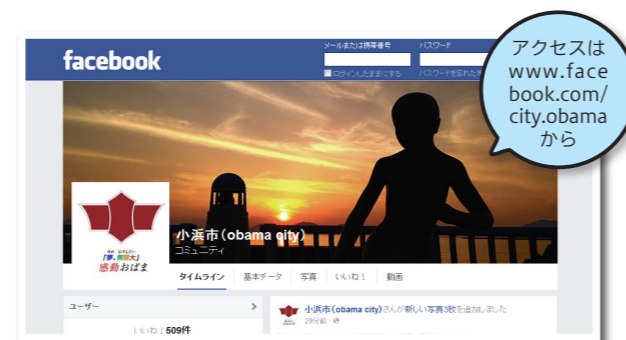 facebook
メールまたは携帯番号
パスワード
ログインしたままにする
パスワードを忘れた
アクセスは
www.face
book.com/
city.obama
から
小浜市(obama city)
コミュニティ
「夢、無限大」
感動おばま
タイムライン 基本データ 写真 いいね! 動画
ユーザー
いいね!509件
小浜市(obama city)さんが新しい写真3枚を追加しました
29分前